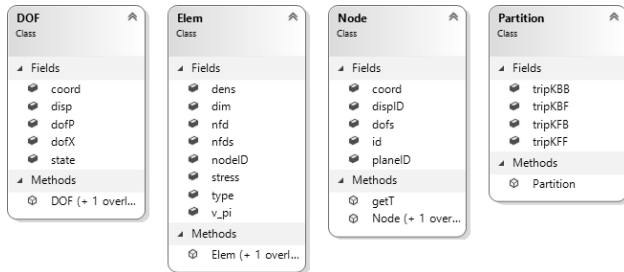 DOF
Class
Fields
coord
disp
dofP
dofX
state
Methods
DOF (+ 1 overl...
Elem
Class
Fields
dens
dim
nfd
nfds
nodeID
stress
type
v_pi
Methods
Elem (+ 1 overl...
Node
Class
Fields
coord
dispID
dofs
id
planeID
Methods
getT
Node (+ 1 over...
Partition
Class
Fields
tripKBB
tripKBF
tripKFB
tripKFF
Methods
Partition